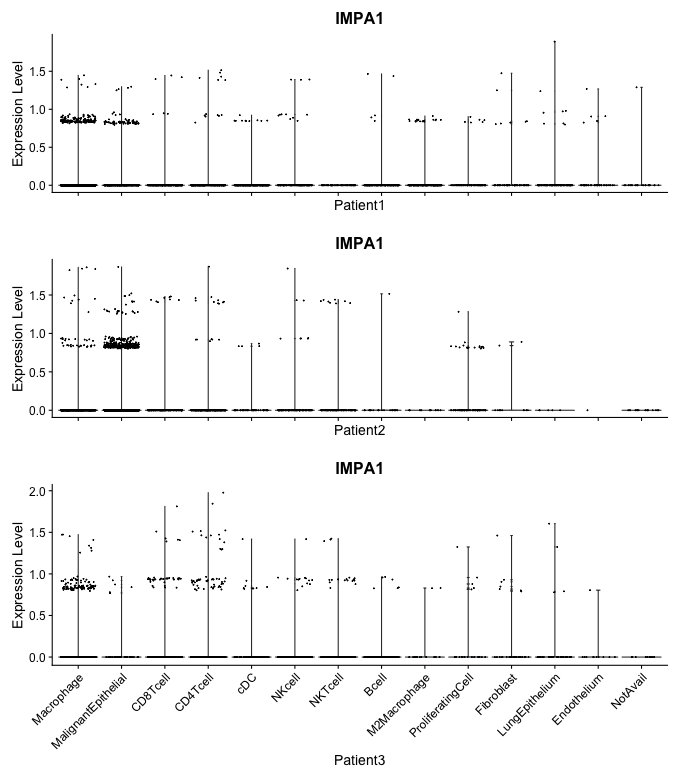 IMPA1
Expression Level
1.5
1.0
0.5
0.0
Patient1
IMPA1
Expression Level
1.5
1.0
0.5
0.0
Patient2
IMPA1
Expression Level
2.0
1.5
1.0
0.5
0.0
Macrophage
MalignantEpithelial
CD8Tcell
CD4Tcell
cDC
NKcell
NKTcell
Bcell
M2Macrophage
ProliferatingCell
Fibroblast
LungEpithelium
Endothelium
NotAvail
Patient3